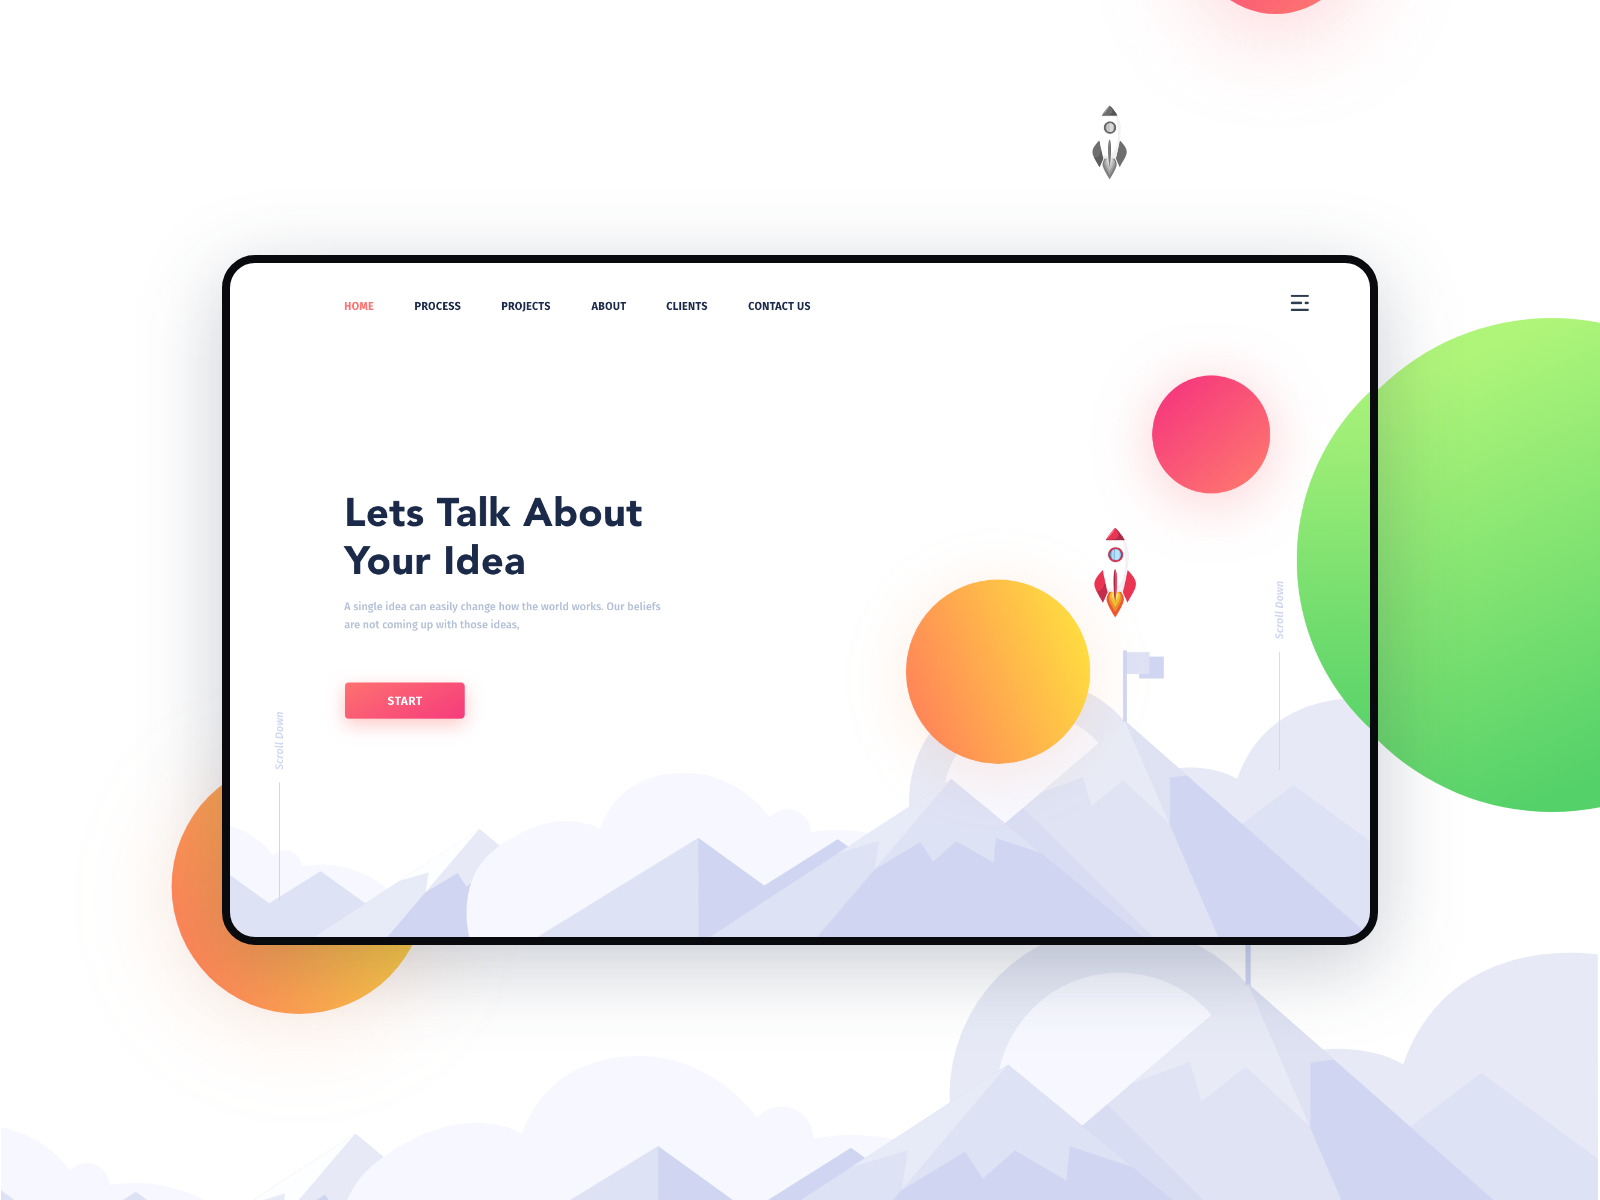 HOME PROCESS PROJECTS ABOUT CLIENTS CONTACT US
Lets Talk About
Your Idea
A single idea can easily change how the world works. Our beliefs
are not coming up with those ideas,
START
Scroll Down
Scroll Down